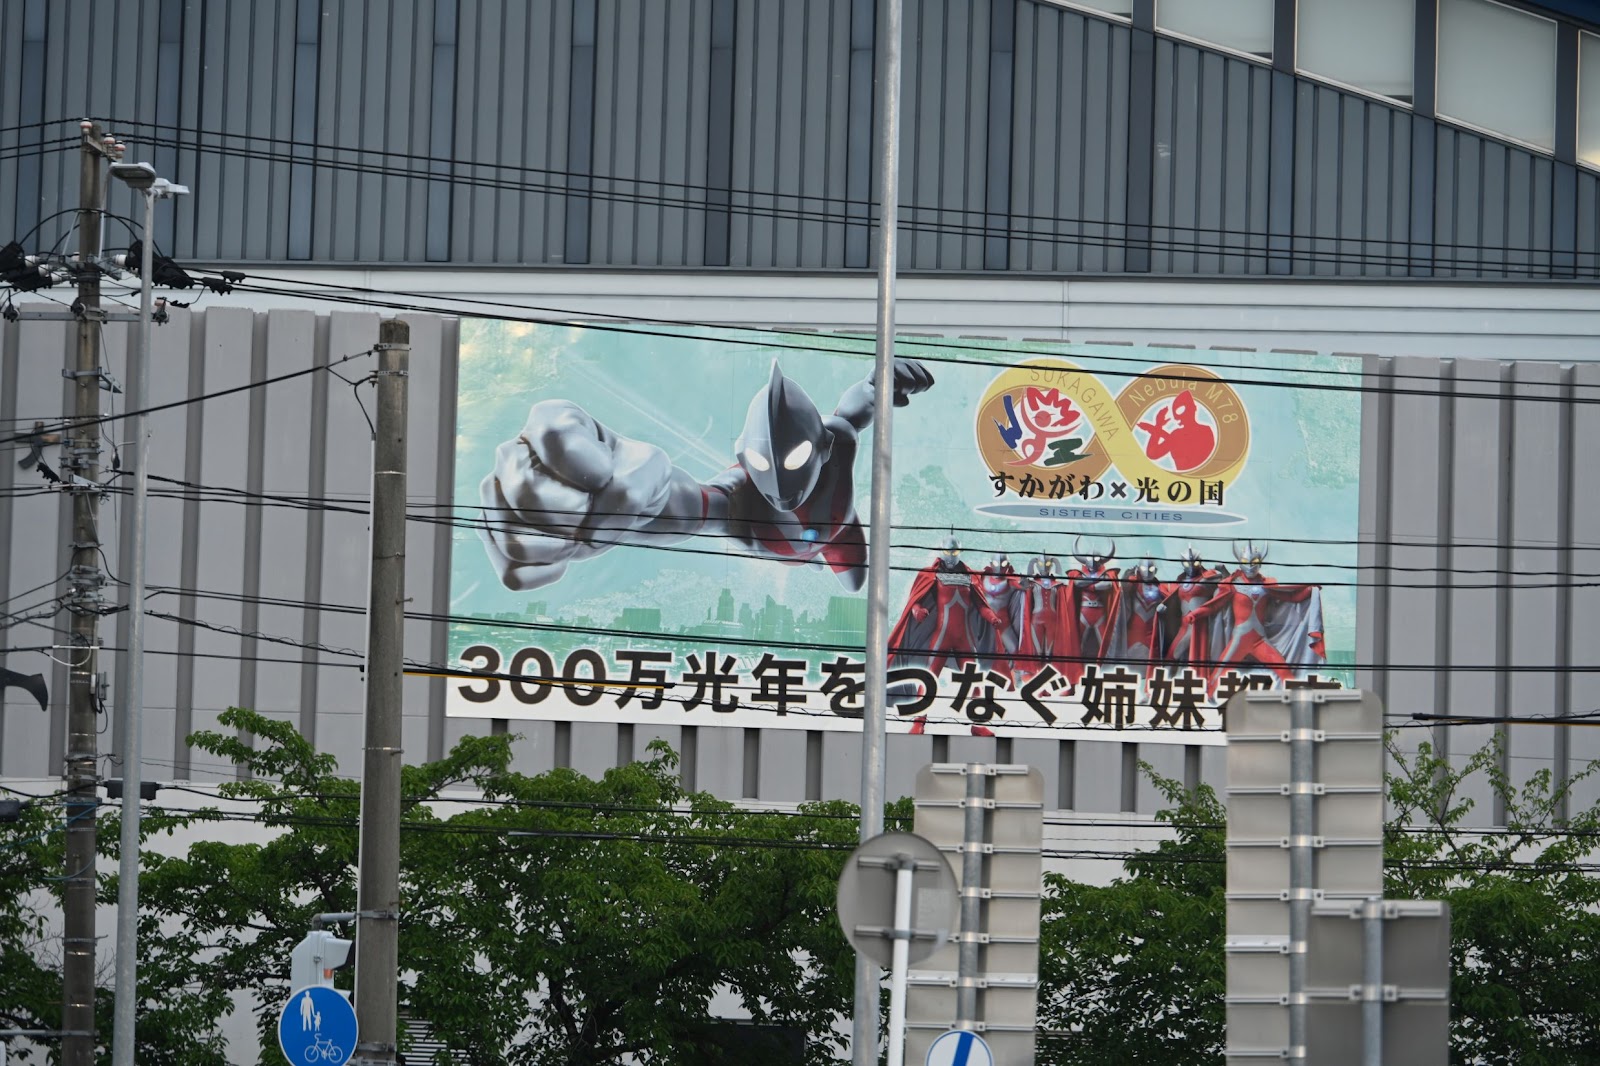 SUKAGAWA
Nebula M78
すかがわ×光の国
SISTER CITIES
300万光年をつなぐ姉妹都市